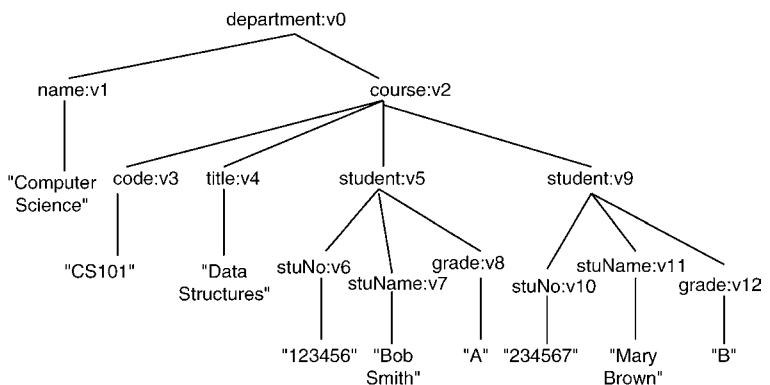 department:v0
name:v1
course:v2
"Computer
Science"
code:v3
title:v4
student:v5
student:v9
"CS101"
"Data
Structures"
stuNo:v6
stuName:v7
grade:v8
stuNo:v10
stuName:v11
grade:v12
"123456"
"Bob
Smith"
"A"
"234567"
"Mary
Brown"
"B"